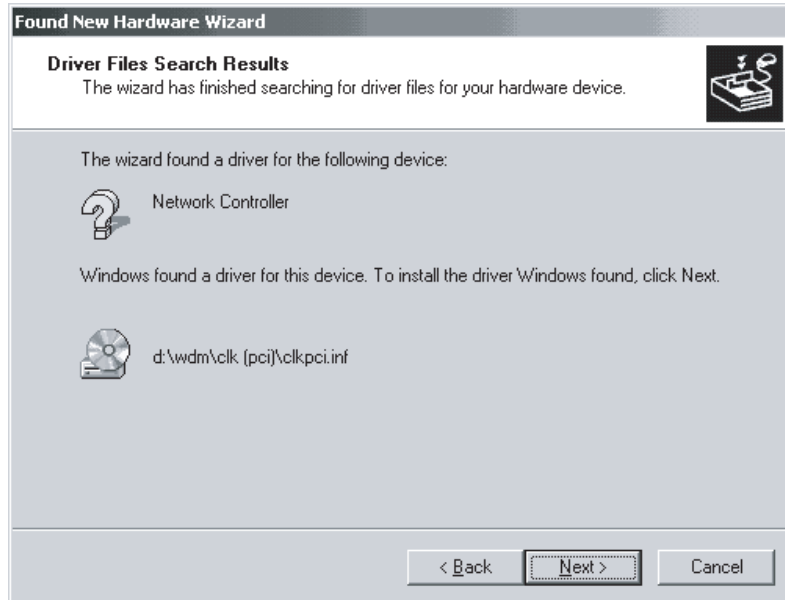 Found New Hardware Wizard
Driver Files Search Results
The wizard has finished searching for driver files for your hardware device.
The wizard found a driver for the following device:
Network Controller
Windows found a driver for this device. To install the driver Windows found, click Next.
d:\wdm\clk (pci)\clkpci.inf
< Back Next > Cancel